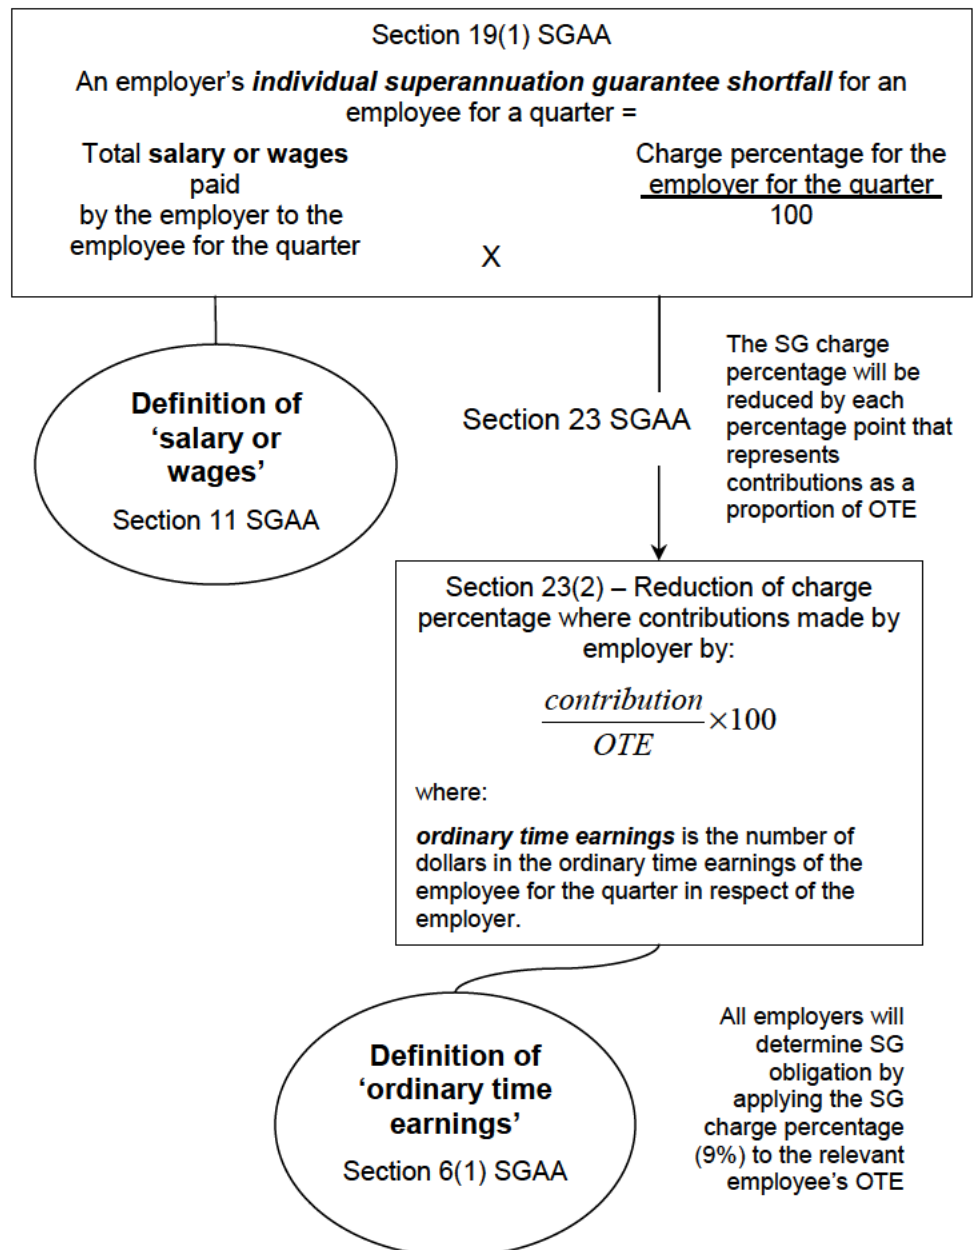 Section 19(1) SGAA
An employer’s individual superannuation guarantee shortfall for an
employee for a quarter =
Total salary or wages
paid
by the employer to the
employee for the quarter
X
Charge percentage for the
employer for the quarter
100
Definition of
‘salary or
wages’
Section 11 SGAA
Section 23 SGAA
The SG charge
percentage will be
reduced by each
percentage point that
represents
contributions as a
proportion of OTE
Section 23(2) – Reduction of charge
percentage where contributions made by
employer by:
contribution
OTE
×100
where:
ordinary time earnings is the number of
dollars in the ordinary time earnings of the
employee for the quarter in respect of the
employer.
Definition of
‘ordinary time
earnings’
Section 6(1) SGAA
All employers will
determine SG
obligation by
applying the SG
charge percentage
(9%) to the relevant
employee’s OTE